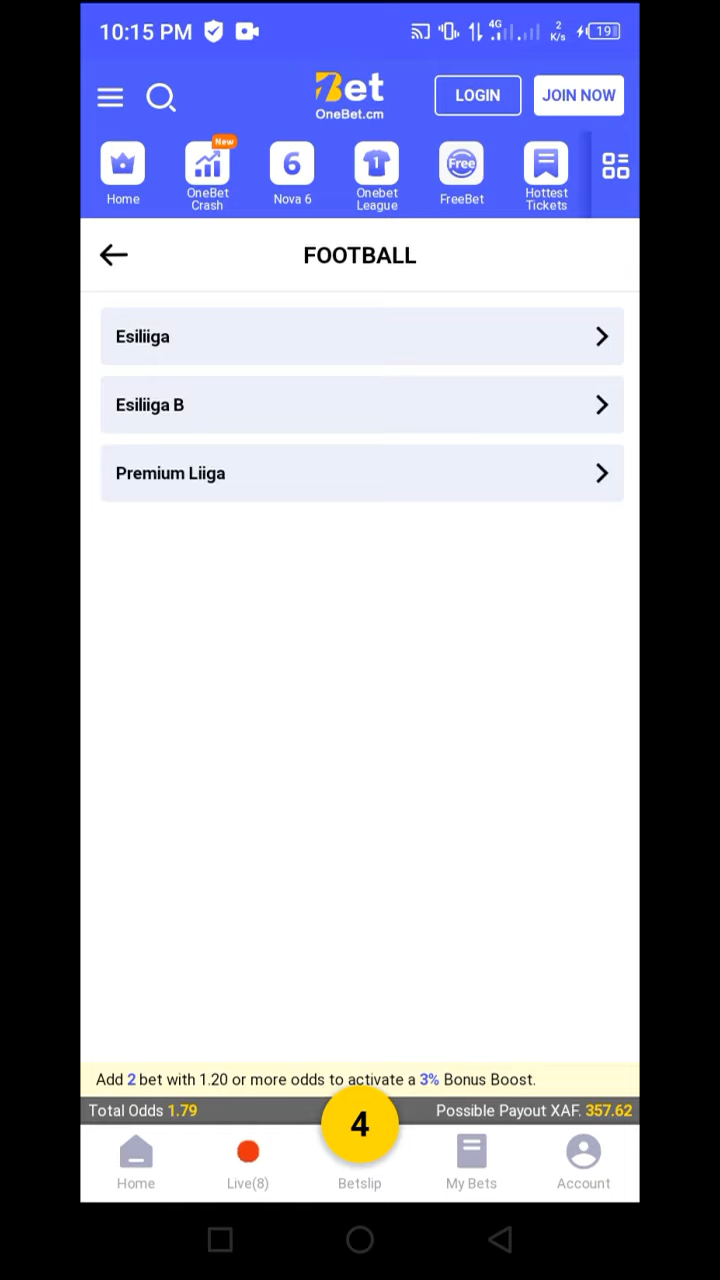 10:15 PM
4G
2
K/s
19
Bet
OneBet.cm
LOGIN
JOIN NOW
New
6
1
Free
Home
OneBet
Crash
Nova 6
Onebet
League
FreeBet
Hottest
Tickets
FOOTBALL
Esiliiga
Esiliiga B
Premium Liiga
Add 2 bet with 1.20 or more odds to activate a 3% Bonus Boost.
Total Odds 1.79
4
Possible Payout XAF. 357.62
Home
Live(8)
Betslip
My Bets
Account